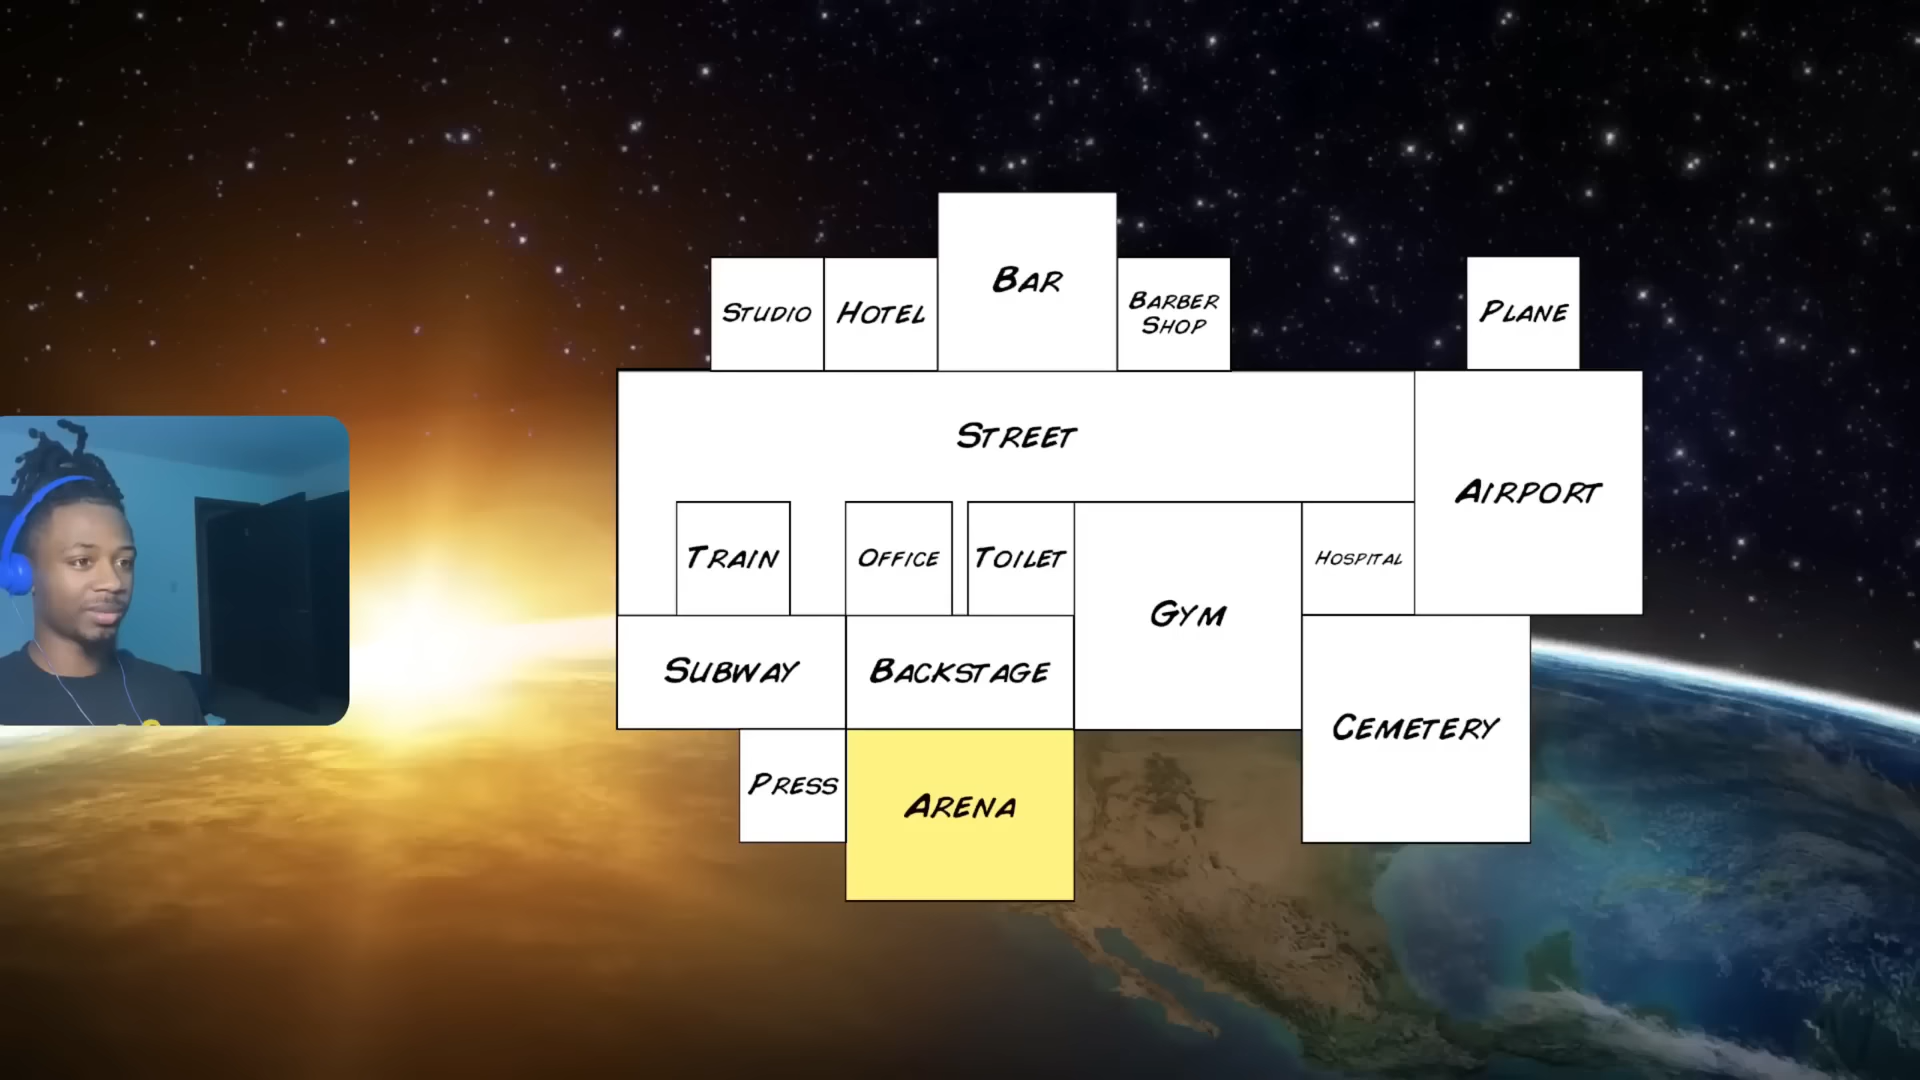 Bar
Studio
Hotel
Barber
Shop
Plane
Street
Airport
Train
Office
Toilet
Hospital
Gym
Subway
Backstage
Cemetery
Press
Arena